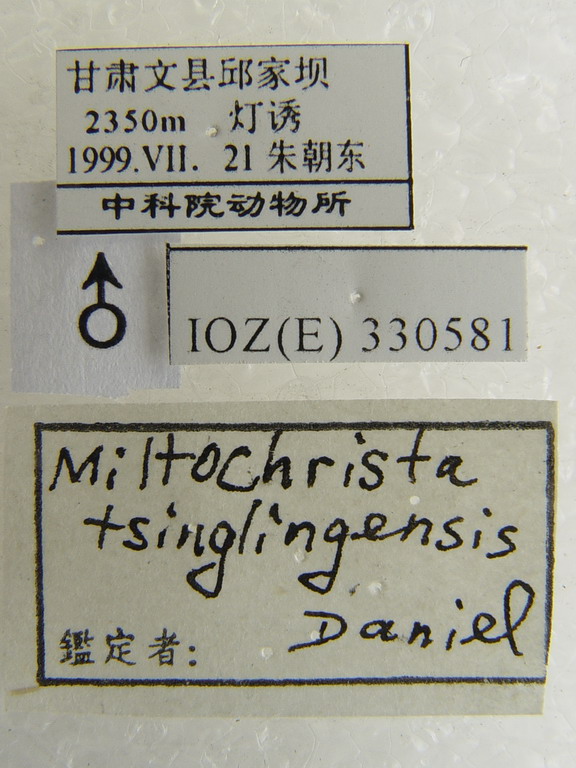 甘肃文县邱家坝
2350m 灯诱
1999.VII. 21 朱朝东
中科院动物所
♂
IOZ(E) 330581
Miltochrista
tsinglingensis
Daniel
鑑定者: